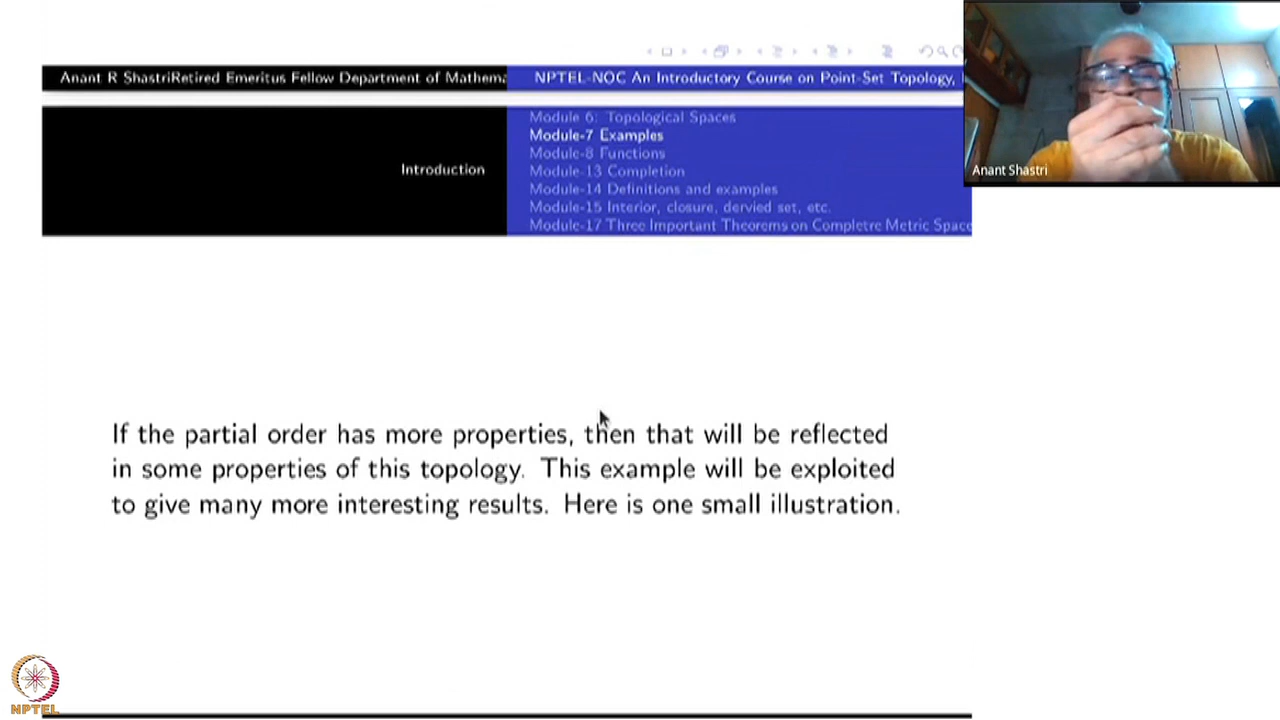 Anant R ShastriRetired Emeritus Fellow Department of Mathema
NPTEL-NOC An Introductory Course on Point-Set Topology,
Introduction
Module 6: Topological Spaces
Module-7 Examples
Module-8 Functions
Module-13 Completion
Module-14 Definitions and examples
Module-15 Interior, closure, dervied set, etc.
Module-17 Three Important Theorems on Completre Metric Space
Anant Shastri
If the partial order has more properties, then that will be reflected
in some properties of this topology. This example will be exploited
to give many more interesting results. Here is one small illustration.
NPTEL